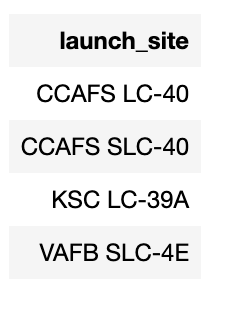 launch_site
CCAFS LC-40
CCAFS SLC-40
KSC LC-39A
VAFB SLC-4E